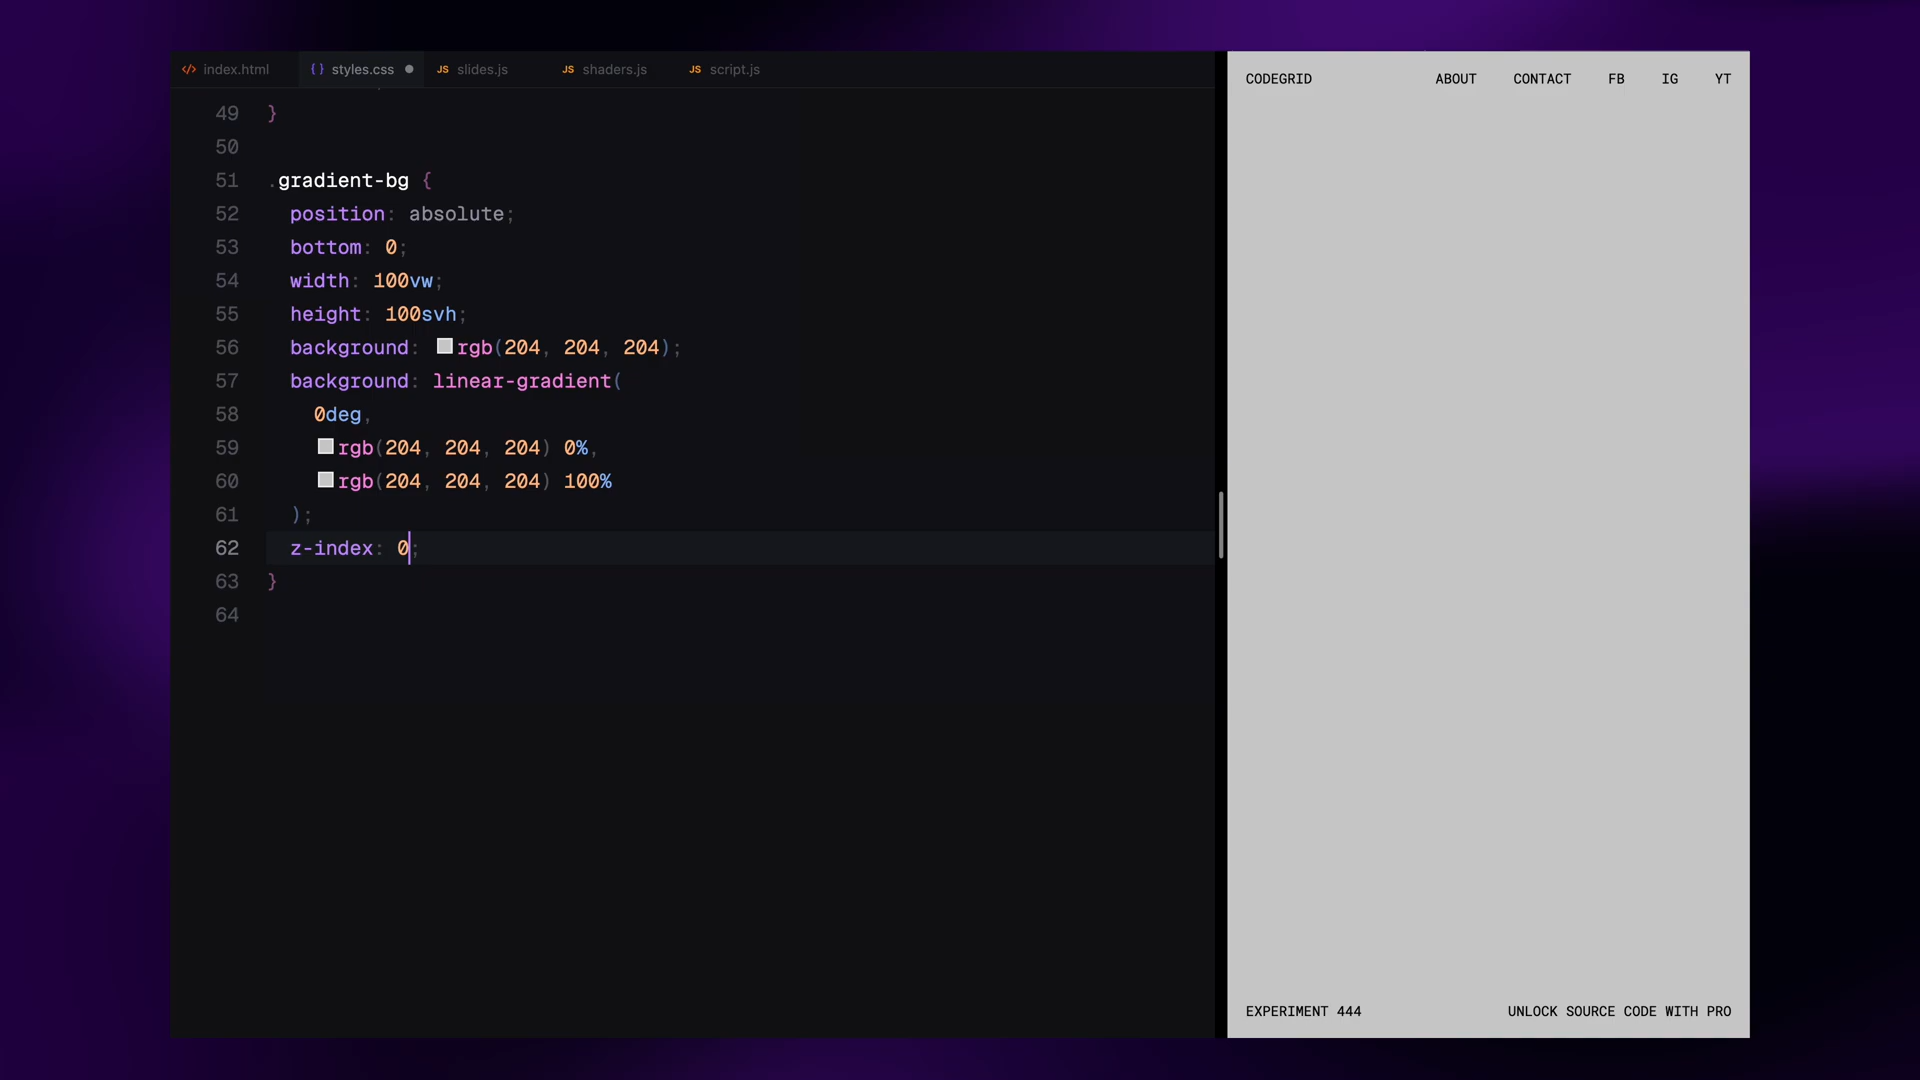 index.html
styles.css
JS slides.js
JS shaders.js
JS script.js
49 }
50
51 .gradient-bg {
52 position: absolute;
53 bottom: 0;
54 width: 100vw;
55 height: 100svh;
56 background: rgb(204, 204, 204);
57 background: linear-gradient(
58 0deg,
59 rgb(204, 204, 204) 0%,
60 rgb(204, 204, 204) 100%
61 );
62 z-index: 0;
63 }
64
CODEGRID ABOUT CONTACT FB IG YT
EXPERIMENT 444 UNLOCK SOURCE CODE WITH PRO